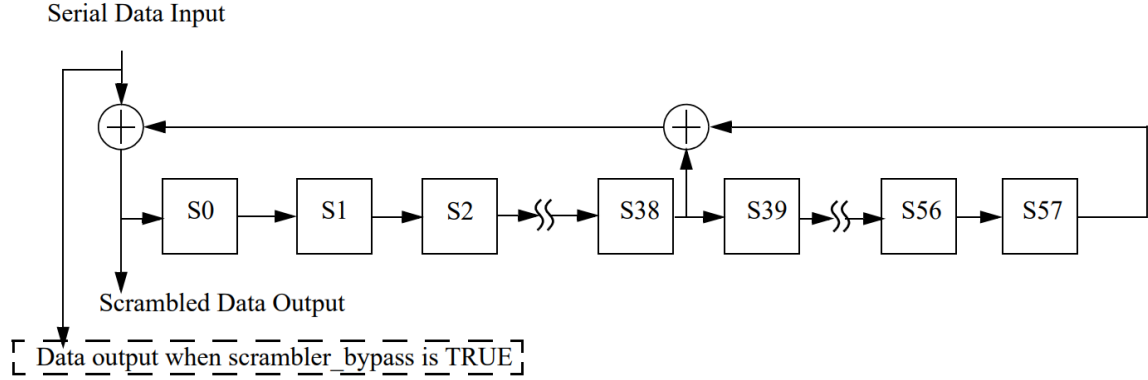 Serial Data Input
S0 S1 S2 S38 S39 S56 S57
Scrambled Data Output
Data output when scrambler_bypass is TRUE